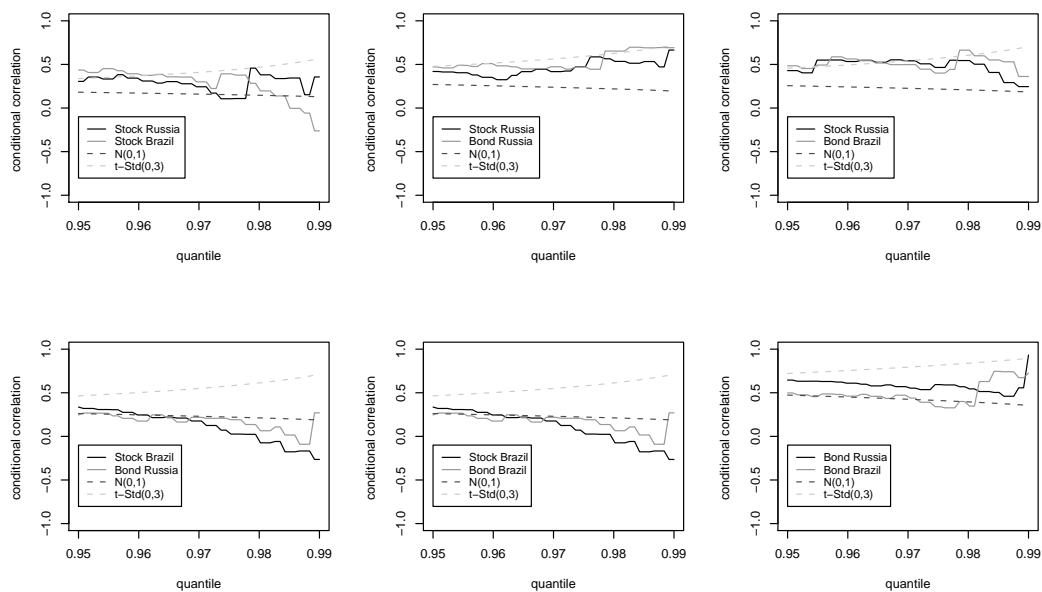 conditional correlation
1.0
0.5
0.0
−0.5
−1.0
Stock Russia
Stock Brazil
N(0,1)
t−Std(0,3)
0.95 0.96 0.97 0.98 0.99
quantile
conditional correlation
1.0
0.5
0.0
−0.5
−1.0
Stock Russia
Bond Russia
N(0,1)
t−Std(0,3)
0.95 0.96 0.97 0.98 0.99
quantile
conditional correlation
1.0
0.5
0.0
−0.5
−1.0
Stock Russia
Bond Brazil
N(0,1)
t−Std(0,3)
0.95 0.96 0.97 0.98 0.99
quantile
conditional correlation
1.0
0.5
0.0
−0.5
−1.0
Stock Brazil
Bond Russia
N(0,1)
t−Std(0,3)
0.95 0.96 0.97 0.98 0.99
quantile
conditional correlation
1.0
0.5
0.0
−0.5
−1.0
Stock Brazil
Bond Brazil
N(0,1)
t−Std(0,3)
0.95 0.96 0.97 0.98 0.99
quantile
conditional correlation
1.0
0.5
0.0
−0.5
−1.0
Bond Russia
Bond Brazil
N(0,1)
t−Std(0,3)
0.95 0.96 0.97 0.98 0.99
quantile